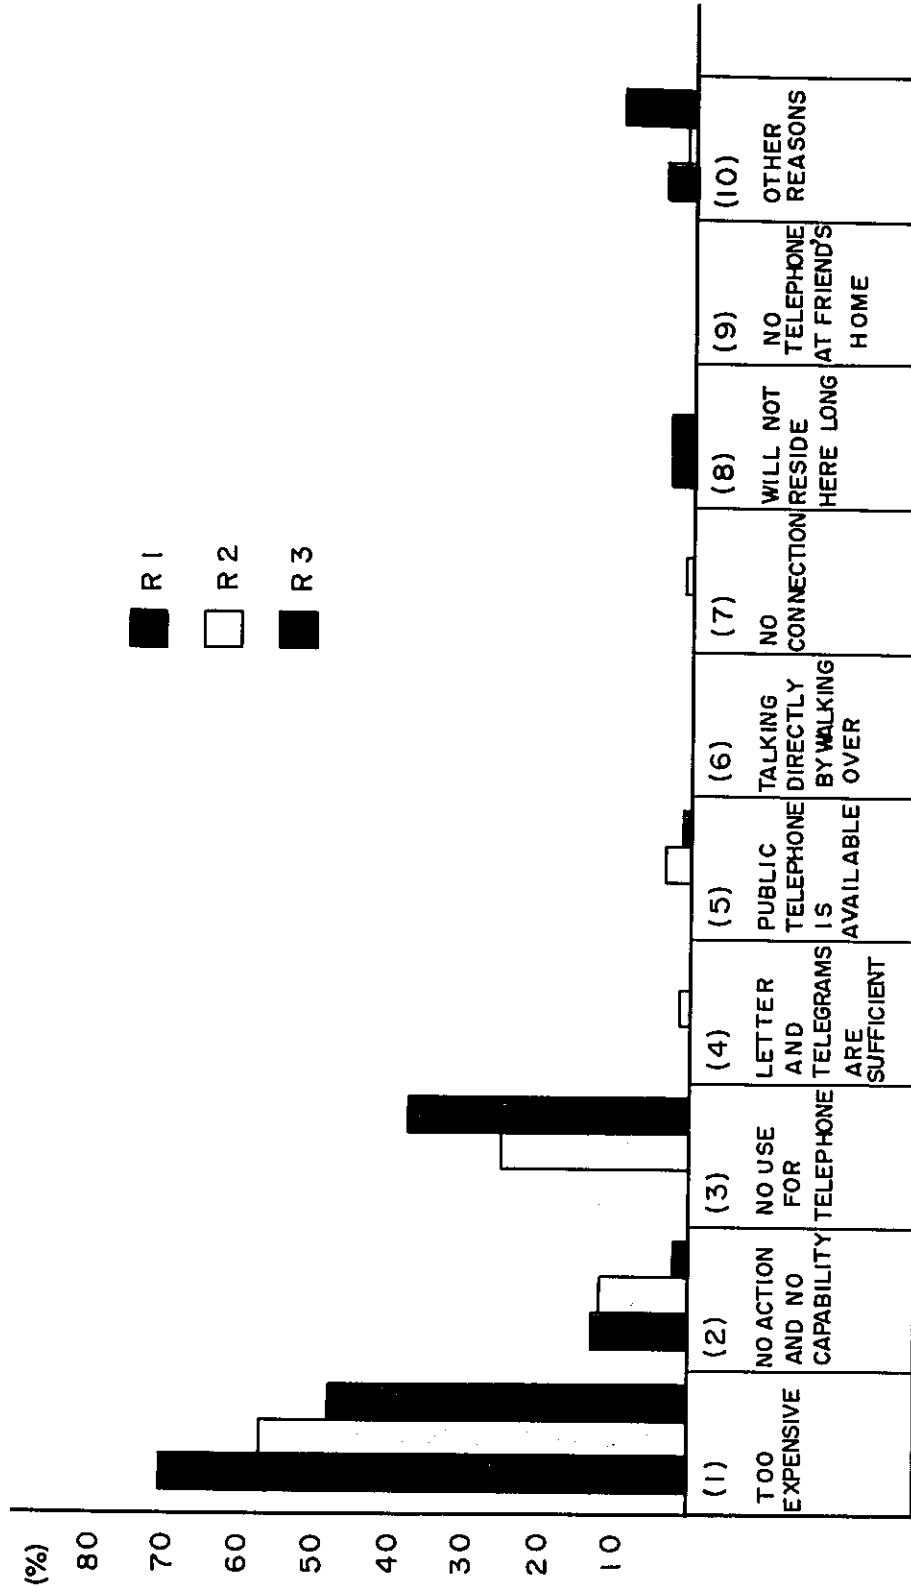 (%)
80
70
60
50
40
30
20
10
R 1
R 2
R 3
(1)
TOO
EXPENSIVE
(2)
NO ACTION
AND NO
CAPABILITY
(3)
NO USE
FOR
TELEPHONE
(4)
LETTER
AND
TELEGRAMS
ARE
SUFFICIENT
(5)
PUBLIC
TELEPHONE
IS
AVAILABLE
(6)
TALKING
DIRECTLY
BY WALKING
OVER
(7)
NO
CONNECTION
(8)
WILL NOT
RESIDE
HERE LONG
(9)
NO
TELEPHONE
AT FRIEND'S
HOME
(10)
OTHER
REASONS